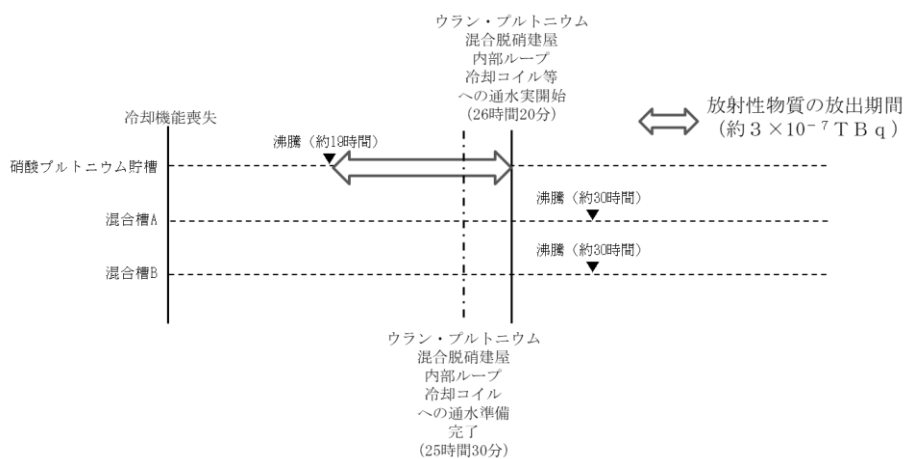 ウラン・プルトニウム
混合脱硝建屋
内部ループ
冷却コイル等
への通水実開始
(26時間20分)
放射性物質の放出期間
(約3×10⁻⁷TBq)
冷却機能喪失
沸騰（約19時間）
硝酸プルトニウム貯槽
沸騰（約30時間）
混合槽A
沸騰（約30時間）
混合槽B
ウラン・プルトニウム
混合脱硝建屋
内部ループ
冷却コイル
への通水準備
完了
(25時間30分)